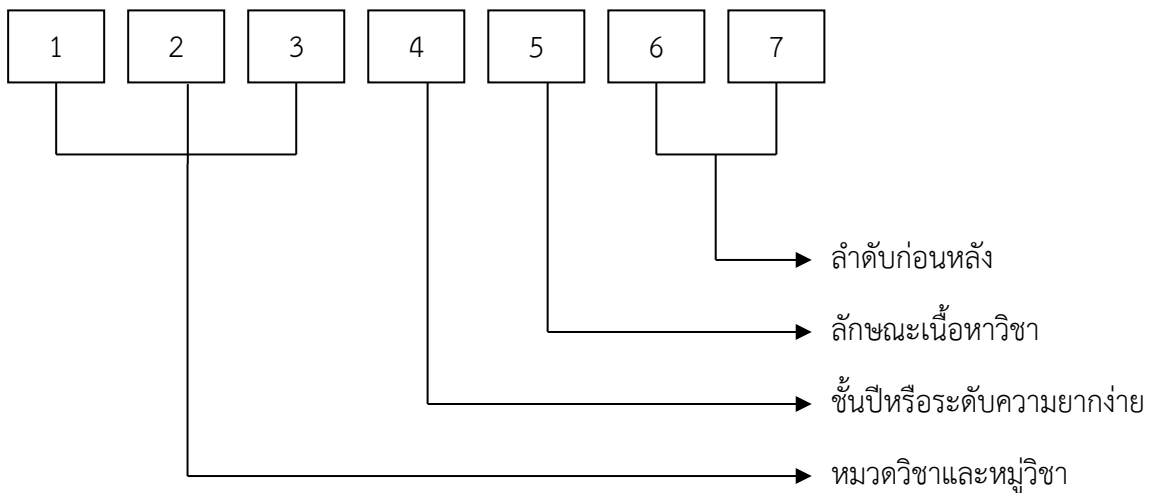 1 2 3 4 5 6 7
ลำดับก่อนหลัง
ลักษณะเนื้อหาวิชา
ชั้นปีหรือระดับความยากง่าย
หมวดวิชาและหมู่วิชา